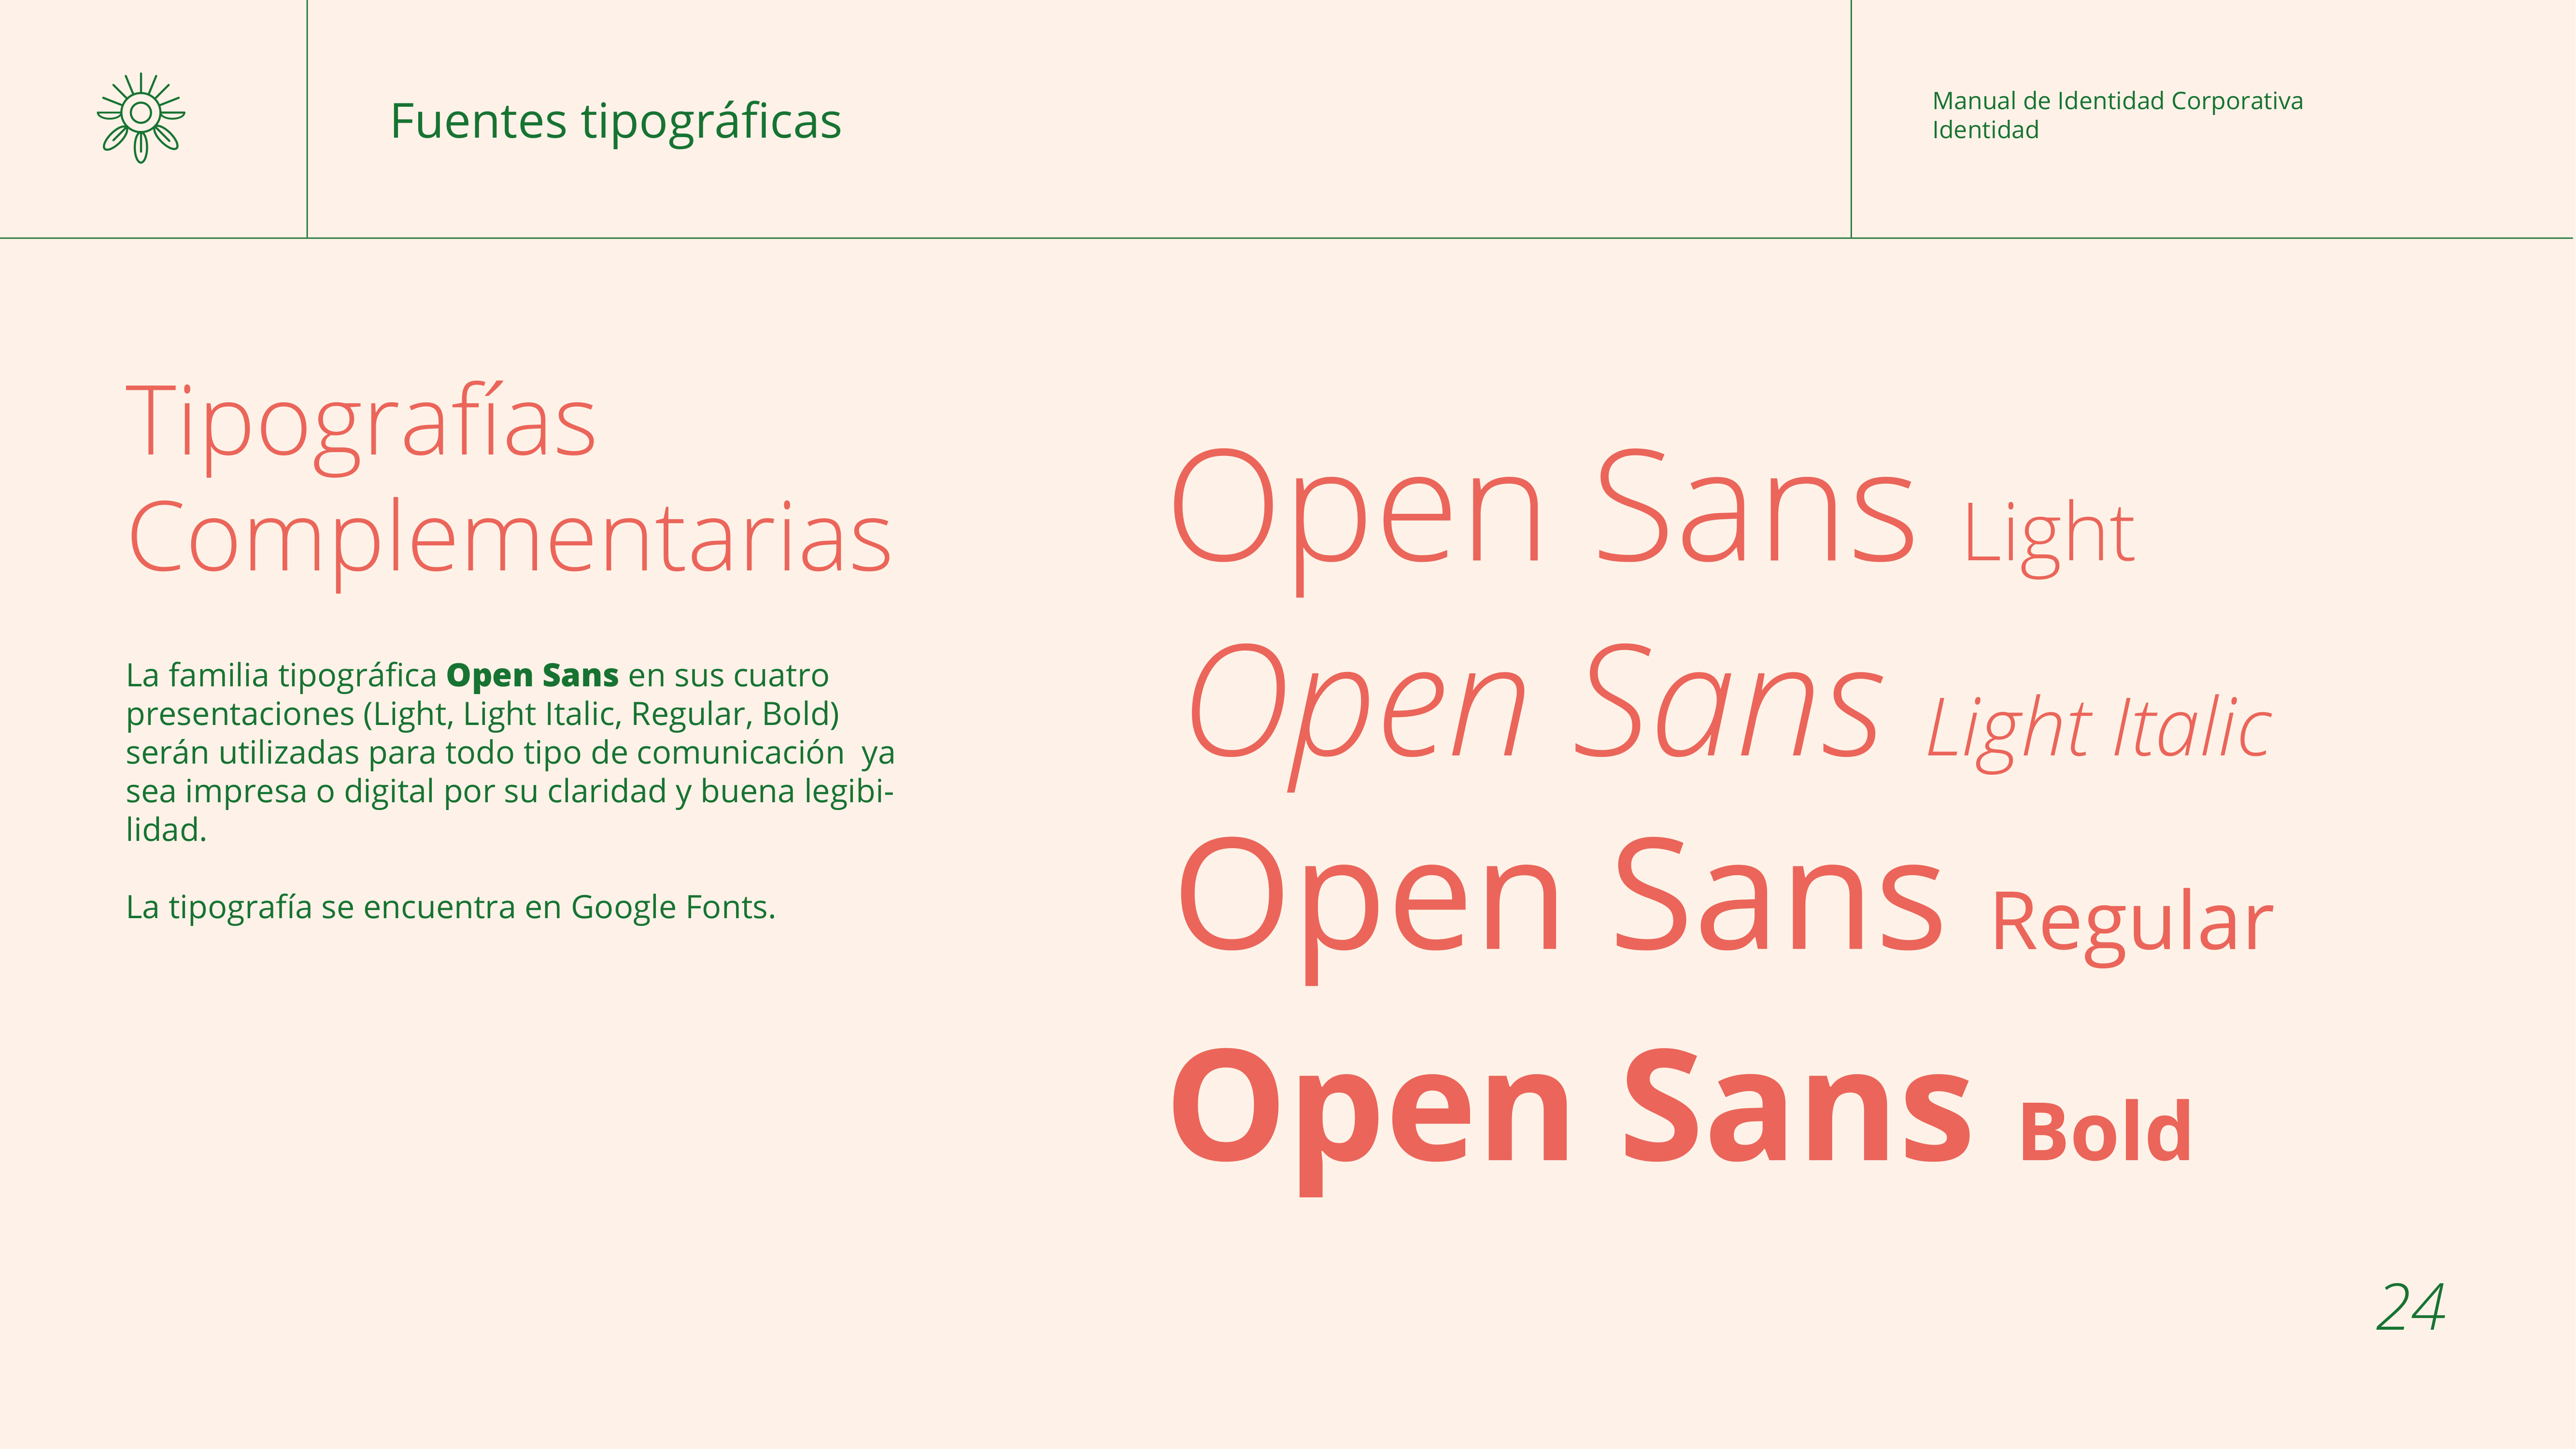 Fuentes tipográficas
Manual de Identidad Corporativa
Identidad
Tipografías
Complementarias
La familia tipográfica Open Sans en sus cuatro
presentaciones (Light, Light Italic, Regular, Bold)
serán utilizadas para todo tipo de comunicación  ya
sea impresa o digital por su claridad y buena legibi-
lidad.
La tipografía se encuentra en Google Fonts.
Open Sans Light
Open Sans Light Italic
Open Sans Regular
Open Sans Bold
24